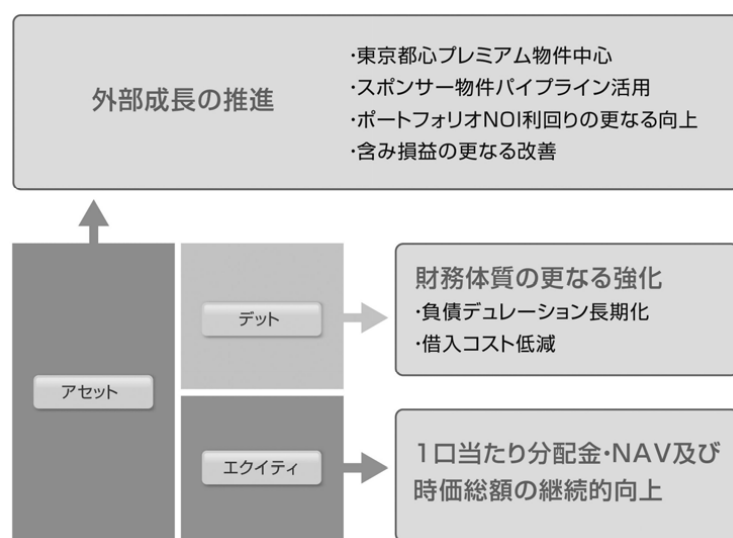 外部成長の推進
・東京都心プレミアム物件中心
・スポンサー物件パイプライン活用
・ポートフォリオNOI利回りの更なる向上
・含み損益の更なる改善
アセット
デット
財務体質の更なる強化
・負債デュレーション長期化
・借入コスト低減
エクイティ
1口当たり分配金・NAV及び
時価総額の継続的向上